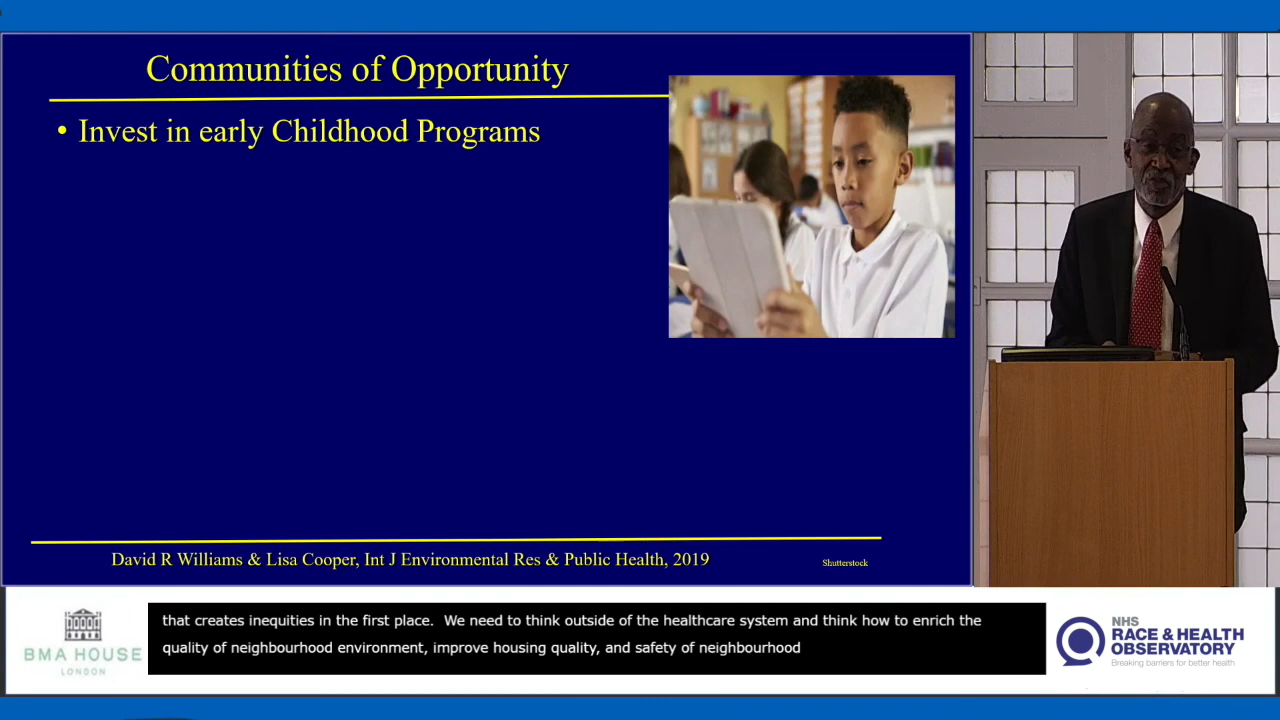 Communities of Opportunity
• Invest in early Childhood Programs
David R Williams & Lisa Cooper, Int J Environmental Res & Public Health, 2019
Shutterstock
BMA HOUSE
LONDON
that creates inequities in the first place.  We need to think outside of the healthcare system and think how to enrich the
quality of neighbourhood environment, improve housing quality, and safety of neighbourhood
NHS
RACE & HEALTH
OBSERVATORY
Breaking barriers for better health